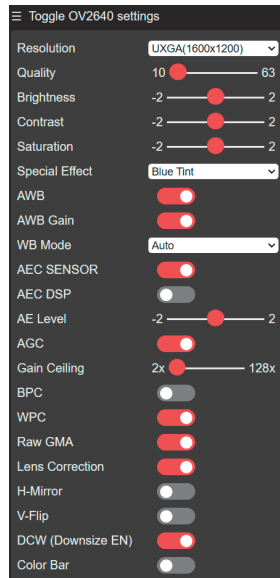 ☰ Toggle OV2640 settings
Resolution UXGA(1600x1200)
Quality 10 63
Brightness -2 2
Contrast -2 2
Saturation -2 2
Special Effect Blue Tint
AWB
AWB Gain
WB Mode Auto
AEC SENSOR
AEC DSP
AE Level -2 2
AGC
Gain Ceiling 2x 128x
BPC
WPC
Raw GMA
Lens Correction
H-Mirror
V-Flip
DCW (Downsize EN)
Color Bar